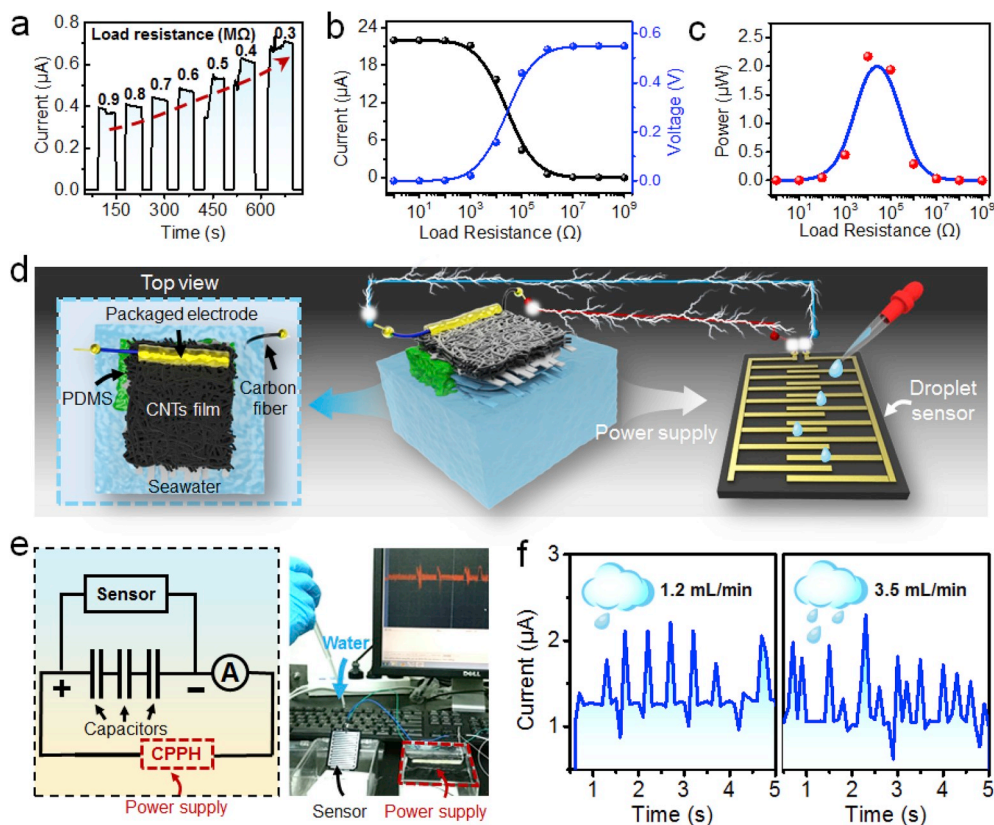 a
Load resistance (MΩ)
0.9
0.8
0.7
0.6
0.5
0.4
0.3
0.8
0.6
0.4
0.2
0.0
Current (μA)
150
300
450
600
Time (s)
b
24
18
12
6
0
Current (μA)
0.6
0.4
0.2
0.0
Voltage (V)
10¹
10³
10⁵
10⁷
10⁹
Load Resistance (Ω)
c
2.5
2.0
1.5
1.0
0.5
0.0
Power (μW)
10¹
10³
10⁵
10⁷
10⁹
Load Resistance (Ω)
d
Top view
Packaged electrode
PDMS
CNTs film
Carbon
fiber
Seawater
Power supply
Droplet
sensor
e
Sensor
+
−
A
Capacitors
CPPH
Power supply
Water
DELL
Sensor
Power supply
f
3
2
1
Current (μA)
1.2 mL/min
1
2
3
4
5
Time (s)
3.5 mL/min
1
2
3
4
5
Time (s)